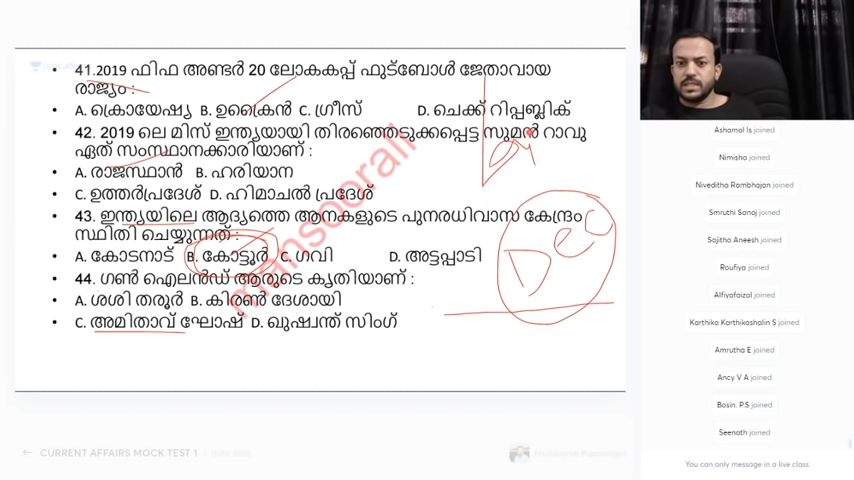 41.2019 ഫിഫ അണ്ടർ 20 ലോകകപ്പ് ഫുട്ബോൾ ജേതാവായ
രാജ്യം :
A. ക്രൊയേഷ്യ B. ഉക്രൈൻ C. ഗ്രീസ് D. ചെക്ക് റിപ്പബ്ലിക്
42. 2019 ലെ മിസ് ഇന്ത്യയായി തിരഞ്ഞെടുക്കപ്പെട്ട സുമൻ റാവു
ഏത് സംസ്ഥാനക്കാരിയാണ് :
A. രാജസ്ഥാൻ B. ഹരിയാന
C. ഉത്തർപ്രദേശ് D. ഹിമാചൽ പ്രദേശ്
43. ഇന്ത്യയിലെ ആദ്യത്തെ ആനകളുടെ പുനരധിവാസ കേന്ദ്രം
സ്ഥിതി ചെയ്യുന്നത് :
A. കോടനാട് B. കോട്ടൂർ C. ഗവി D. അട്ടപ്പാടി
44. ഗൺ ഐലൻഡ് ആരുടെ കൃതിയാണ് :
A. ശശി തരൂർ B. കിരൺ ദേശായി
C. അമിതാവ് ഘോഷ് D. ഖുഷ്വന്ത് സിംഗ്
mansoorali
Dec
CURRENT AFFAIRS MOCK TEST 1
Ashamol Is joined
Nimisha joined
Niveditha Rambhajan joined
Smruthi Sanoj joined
Sajitha Aneesh joined
Roufiya joined
Alfiyafaizal joined
Karthika Karthikashalin S joined
Amrutha E joined
Ancy V A joined
Bosin. P.S joined
Seenath joined
You can only message in a live class